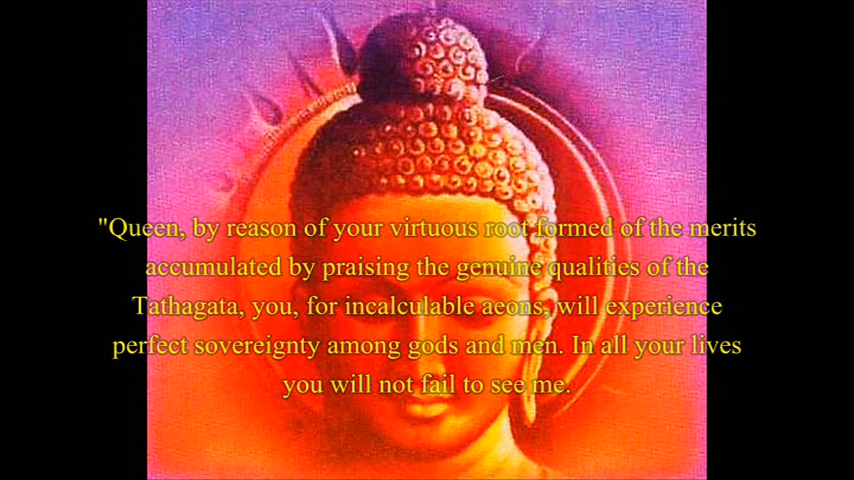 "Queen, by reason of your virtuous root formed of the merits
accumulated by praising the genuine qualities of the
Tathagata, you, for incalculable aeons, will experience
perfect sovereignty among gods and men. In all your lives
you will not fail to see me.